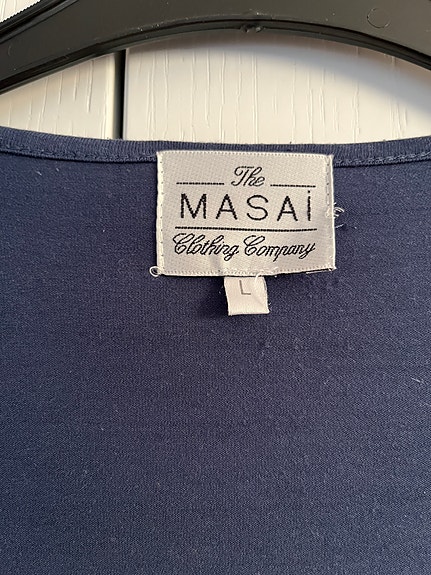 The
MASAi
Clothing Company
L